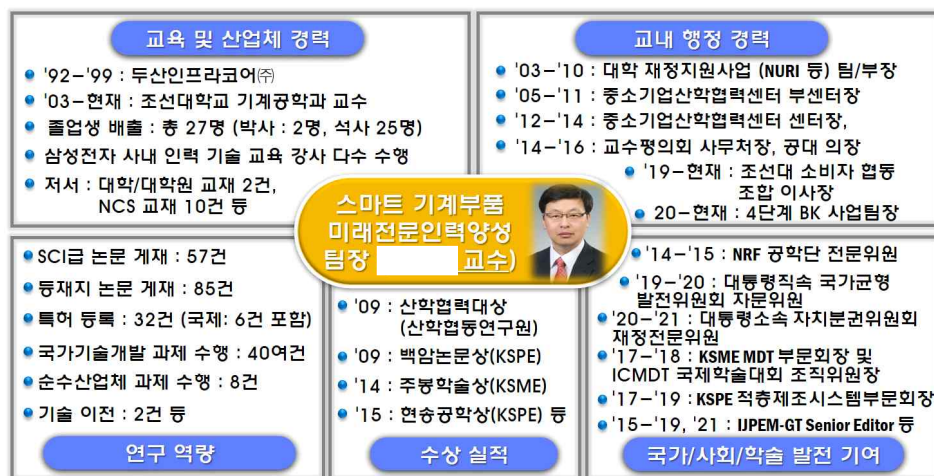 교육 및 산업체 경력
'92-'99 : 두산인프라코어㈜
'03-현재 : 조선대학교 기계공학과 교수
졸업생 배출 : 총 27명 (박사 : 2명, 석사 25명)
삼성전자 사내 인력 기술 교육 강사 다수 수행
저서 : 대학/대학원 교재 2건,
NCS 교재 10건 등
교내 행정 경력
'03-'10 : 대학 재정지원사업 (NURI 등) 팀/부장
'05-'11 : 중소기업산학협력센터 부센터장
'12-'14 : 중소기업산학협력센터 센터장,
'14-'16 : 교수평의회 사무처장, 공대 의장
'19-현재 : 조선대 소비자 협동
조합 이사장
20-현재 : 4단계 BK 사업팀장
스마트 기계부품
미래전문인력양성
팀장 교수)
SCI급 논문 게재 : 57건
등재지 논문 게재 : 85건
특허 등록 : 32건 (국제: 6건 포함)
국가기술개발 과제 수행 : 40여건
순수산업체 과제 수행 : 8건
기술 이전 : 2건 등
연구 역량
'09 : 산학협력대상
(산학협동연구원)
'09 : 백암논문상(KSPE)
'14 : 주봉학술상(KSME)
'15 : 현송공학상(KSPE) 등
수상 실적
'14-'15 : NRF 공학단 전문위원
'19-'20 : 대통령직속 국가균형
발전위원회 자문위원
'20-'21 : 대통령소속 자치분권위원회
재정전문위원
'17-'18 : KSME MDT 부문회장 및
ICMDT 국제학술대회 조직위원장
'17-'19 : KSPE 적층제조시스템부문회장
'15-'19, '21 : IJPEM-GT Senior Editor 등
국가/사회/학술 발전 기여